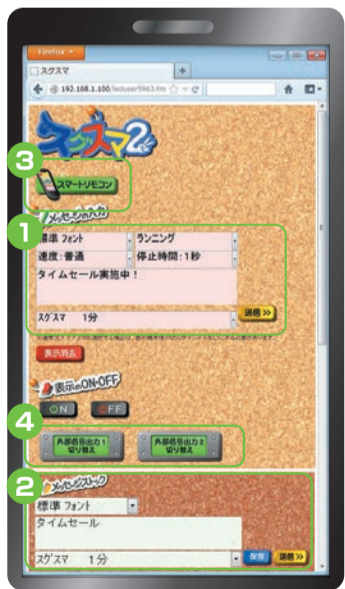 Firefox
スグスマ
192.168.1.100
スグスマ2
3
スマートリモコン
メッセージの入力
1
標準 フォント ランニング
速度:普通 停止時間:1秒
タイムセール実施中!
スグスマ 1分 送信 >>
表示消去
表示のON・OFF
ON OFF
4
外部信号出力1 切り替え
外部信号出力2 切り替え
2
メッセージストック
標準 フォント
タイムセール
スグスマ 1分 保存 送信 >>